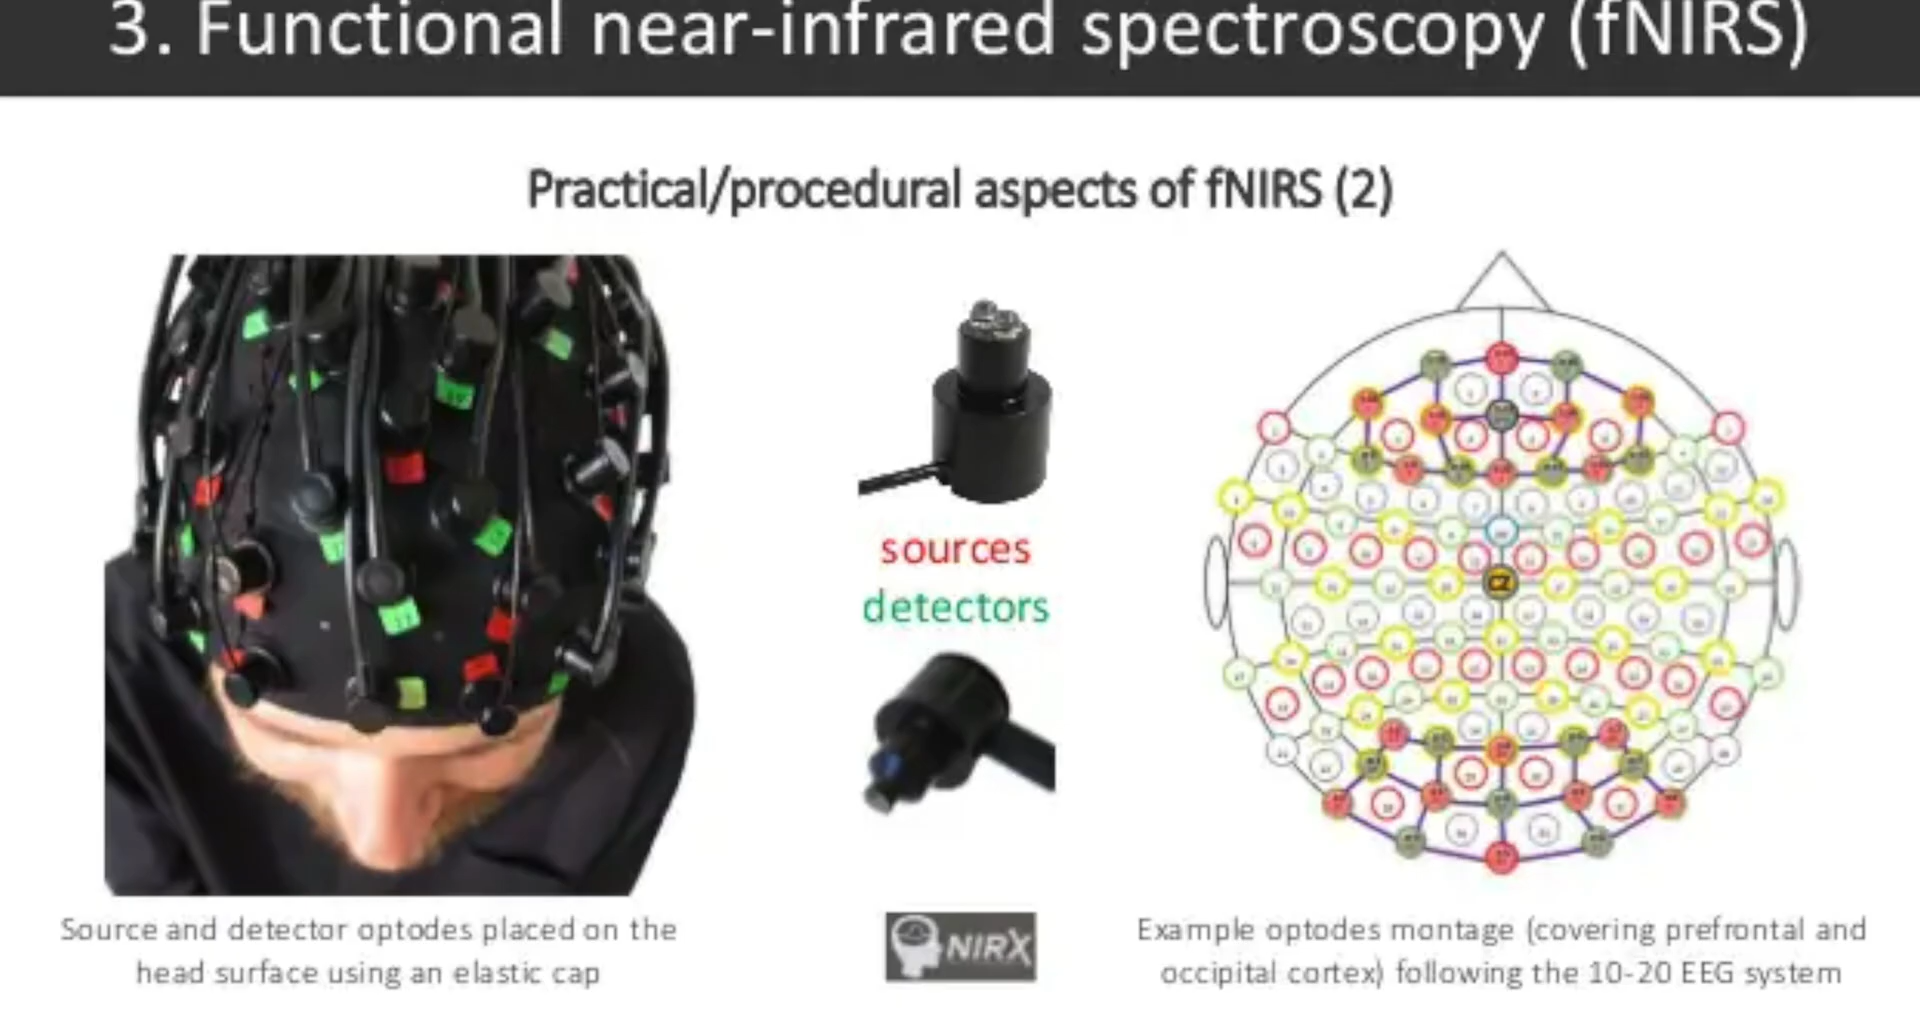 3. Functional near-infrared spectroscopy (fNIRS)
Practical/procedural aspects of fNIRS (2)
sources
detectors
CZ
NIRX
Source and detector optodes placed on the
head surface using an elastic cap
Example optodes montage (covering prefrontal and
occipital cortex) following the 10-20 EEG system